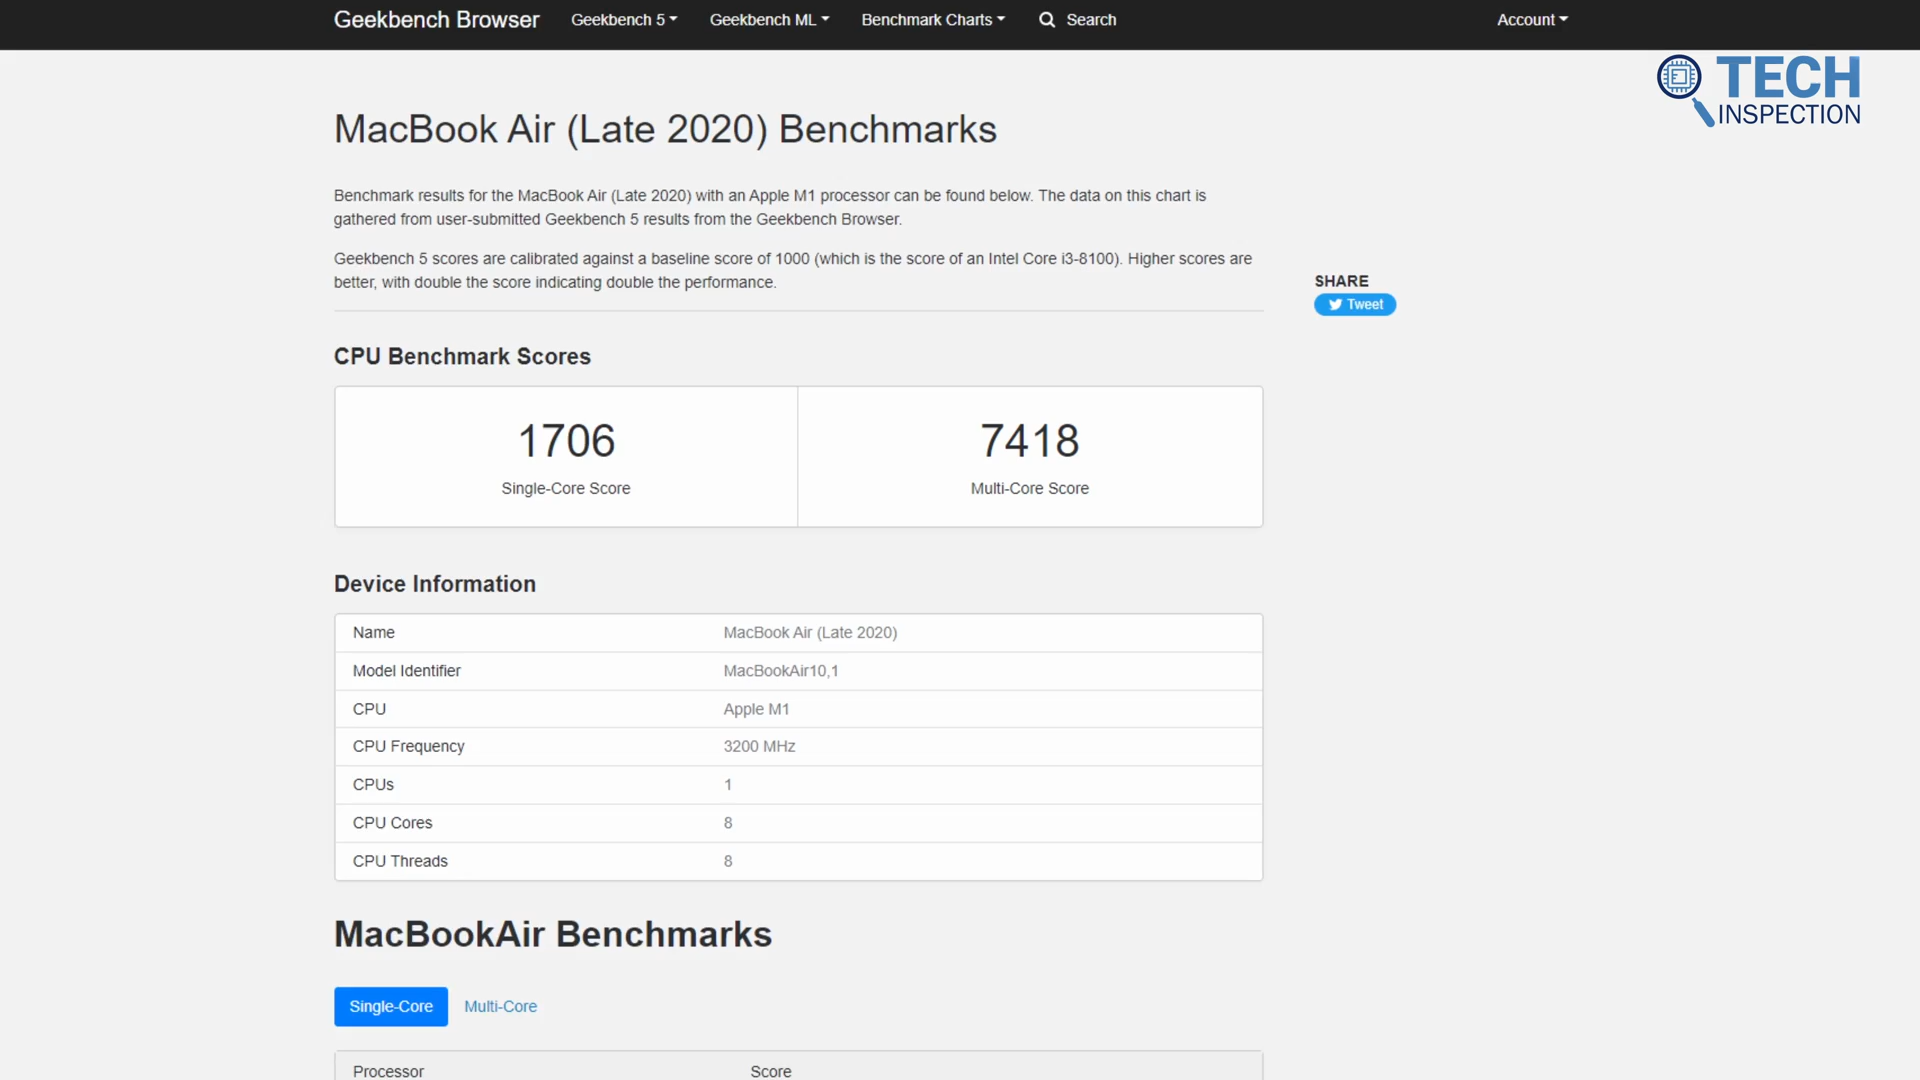 Geekbench Browser Geekbench 5 Geekbench ML Benchmark Charts Search Account
TECH
INSPECTION
MacBook Air (Late 2020) Benchmarks
Benchmark results for the MacBook Air (Late 2020) with an Apple M1 processor can be found below. The data on this chart is
gathered from user-submitted Geekbench 5 results from the Geekbench Browser.
Geekbench 5 scores are calibrated against a baseline score of 1000 (which is the score of an Intel Core i3-8100). Higher scores are
better, with double the score indicating double the performance.
SHARE
Tweet
CPU Benchmark Scores
1706 7418
Single-Core Score Multi-Core Score
Device Information
Name MacBook Air (Late 2020)
Model Identifier MacBookAir10,1
CPU Apple M1
CPU Frequency 3200 MHz
CPUs 1
CPU Cores 8
CPU Threads 8
MacBookAir Benchmarks
Single-Core Multi-Core
Processor Score